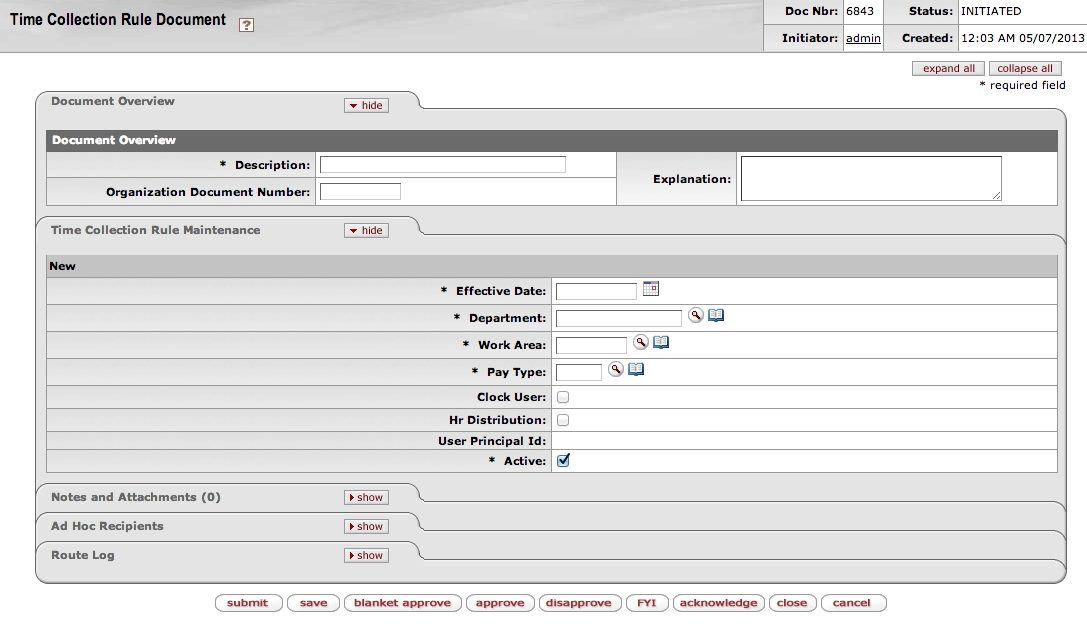 Time Collection Rule Document ?
Doc Nbr: 6843 Status: INITIATED
Initiator: admin Created: 12:03 AM 05/07/2013
expand all collapse all
* required field
Document Overview hide
Document Overview
* Description:
Explanation:
Organization Document Number:
Time Collection Rule Maintenance hide
New
* Effective Date:
* Department:
* Work Area:
* Pay Type:
Clock User:
Hr Distribution:
User Principal Id:
* Active:
Notes and Attachments (0) show
Ad Hoc Recipients show
Route Log show
submit save blanket approve approve disapprove FYI acknowledge close cancel